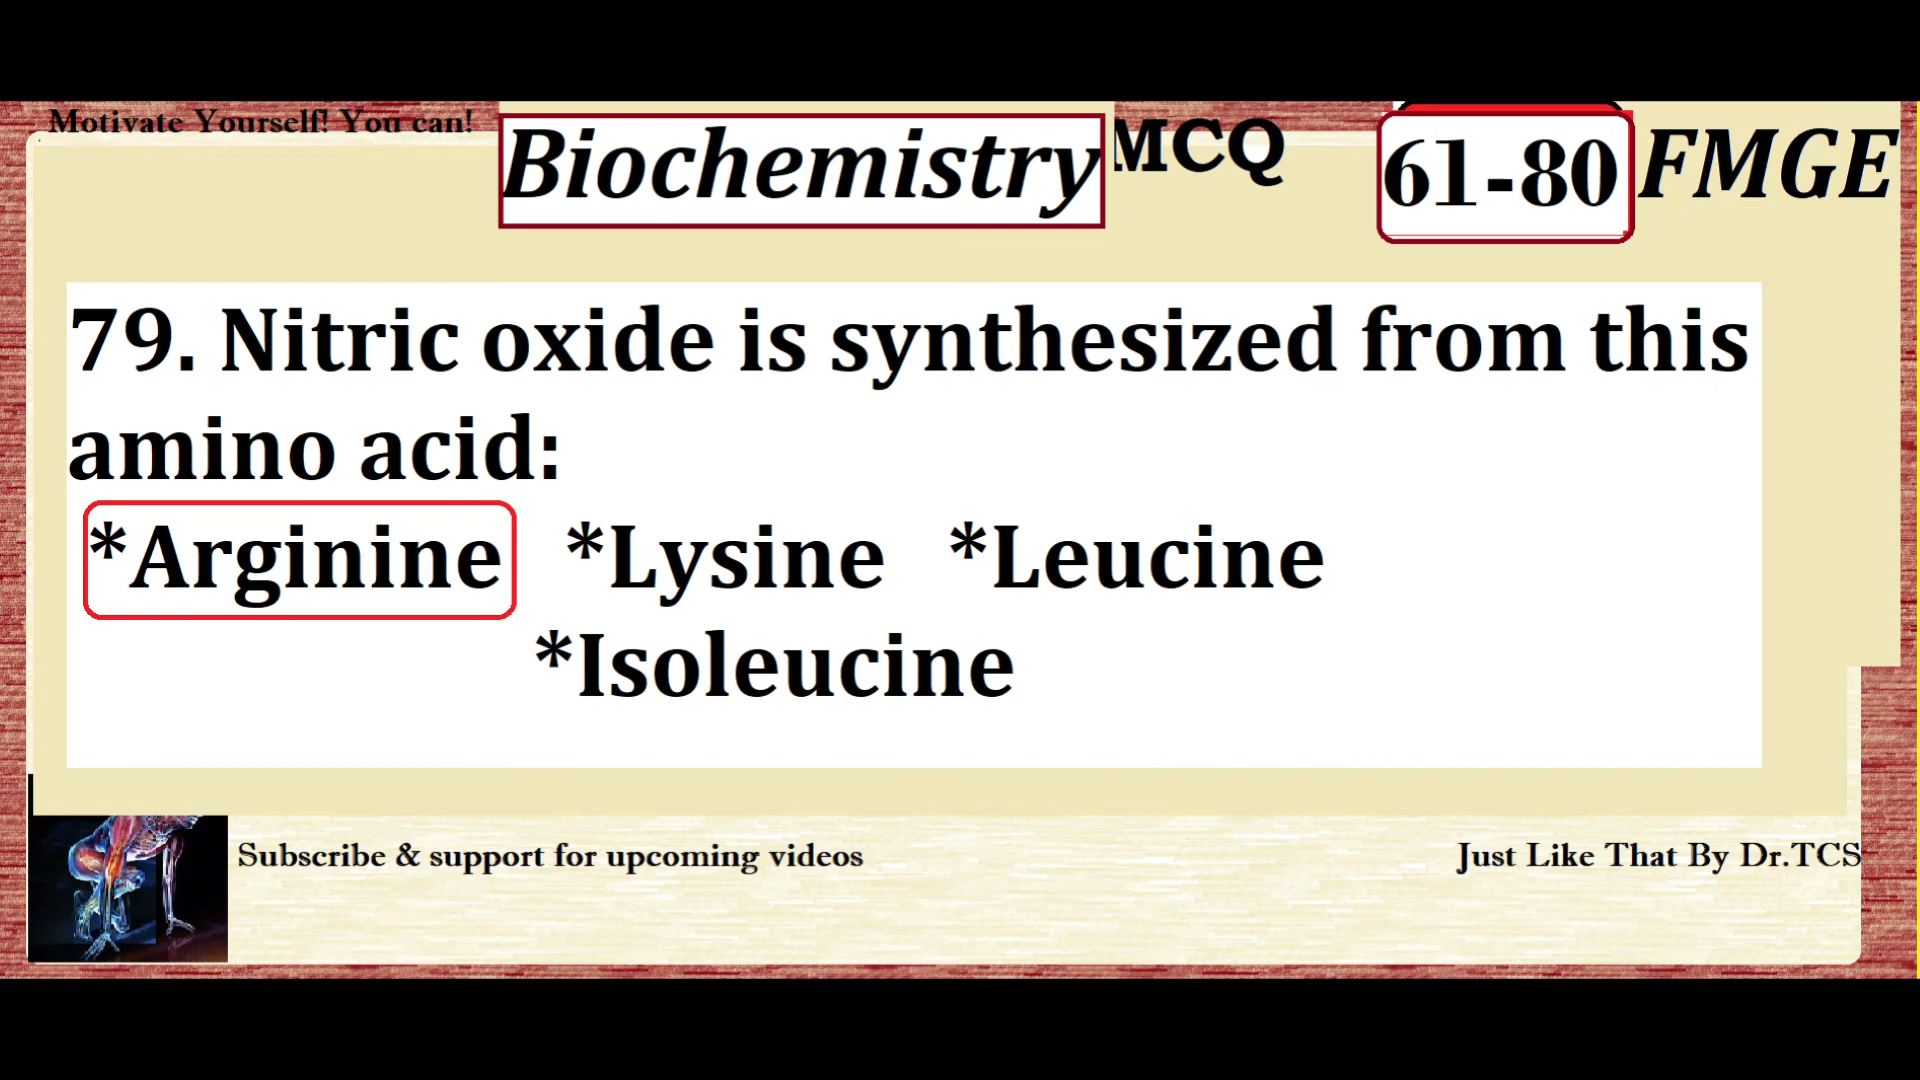 Motivate Yourself! You can!
Biochemistry MCQ 61-80 FMGE
79. Nitric oxide is synthesized from this
amino acid:
*Arginine *Lysine *Leucine
*Isoleucine
Subscribe & support for upcoming videos
Just Like That By Dr.TCS